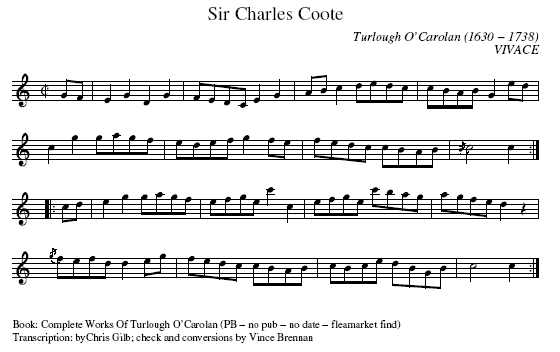 Sir Charles Coote
Turlough O'Carolan (1630 – 1738)
VIVACE
Book: Complete Works Of Turlough O'Carolan (PB – no pub – no date – fleamarket find)
Transcription: byChris Gilb; check and conversions by Vince Brennan